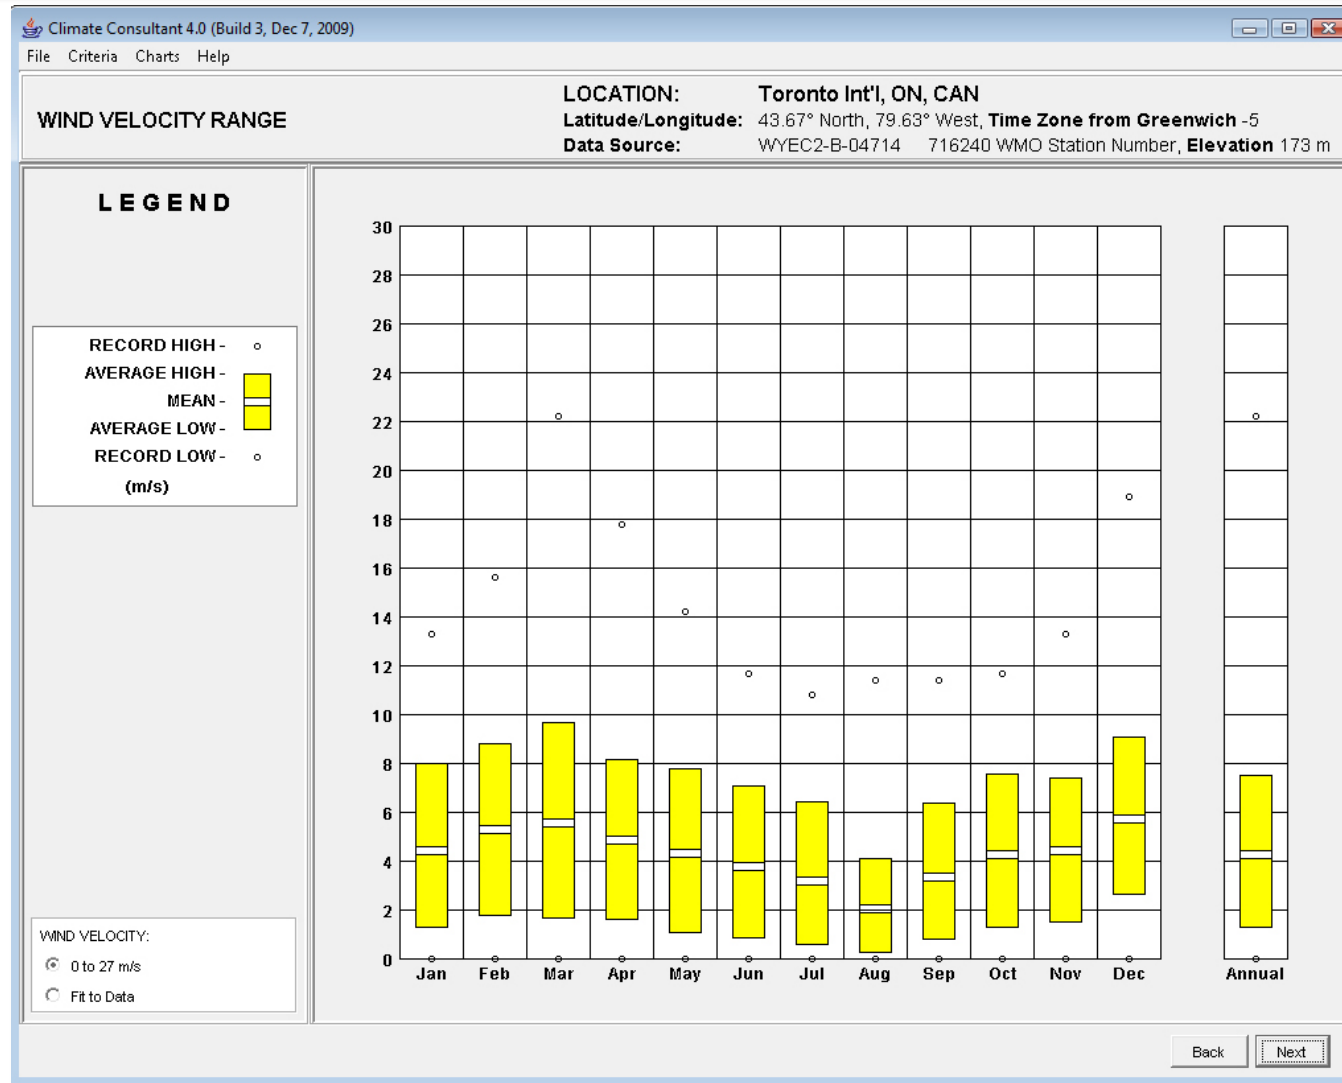 Climate Consultant 4.0 (Build 3, Dec 7, 2009)
File Criteria Charts Help
WIND VELOCITY RANGE
LOCATION: Toronto Int'l, ON, CAN
Latitude/Longitude: 43.67° North, 79.63° West, Time Zone from Greenwich -5
Data Source: WYEC2-B-04714 716240 WMO Station Number, Elevation 173 m
LEGEND
RECORD HIGH -
AVERAGE HIGH -
MEAN -
AVERAGE LOW -
RECORD LOW -
(m/s)
WIND VELOCITY:
0 to 27 m/s
Fit to Data
30
28
26
24
22
20
18
16
14
12
10
8
6
4
2
0
Jan Feb Mar Apr May Jun Jul Aug Sep Oct Nov Dec Annual
Back Next